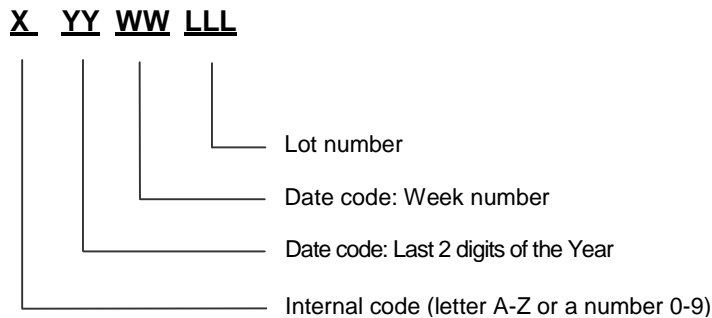 X YY WW LLL
Lot number
Date code: Week number
Date code: Last 2 digits of the Year
Internal code (letter A-Z or a number 0-9)